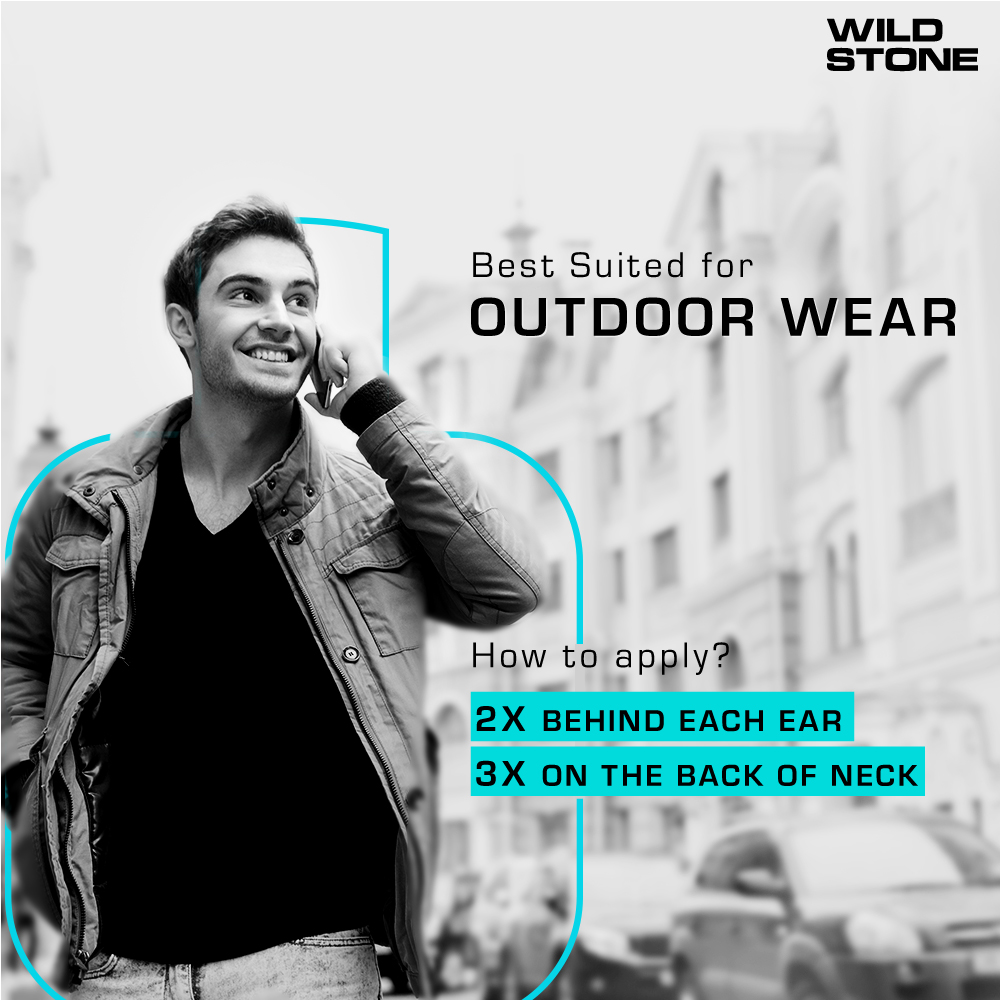 WILD
STONE
Best Suited for
OUTDOOR WEAR
How to apply?
2X BEHIND EACH EAR
3X ON THE BACK OF NECK